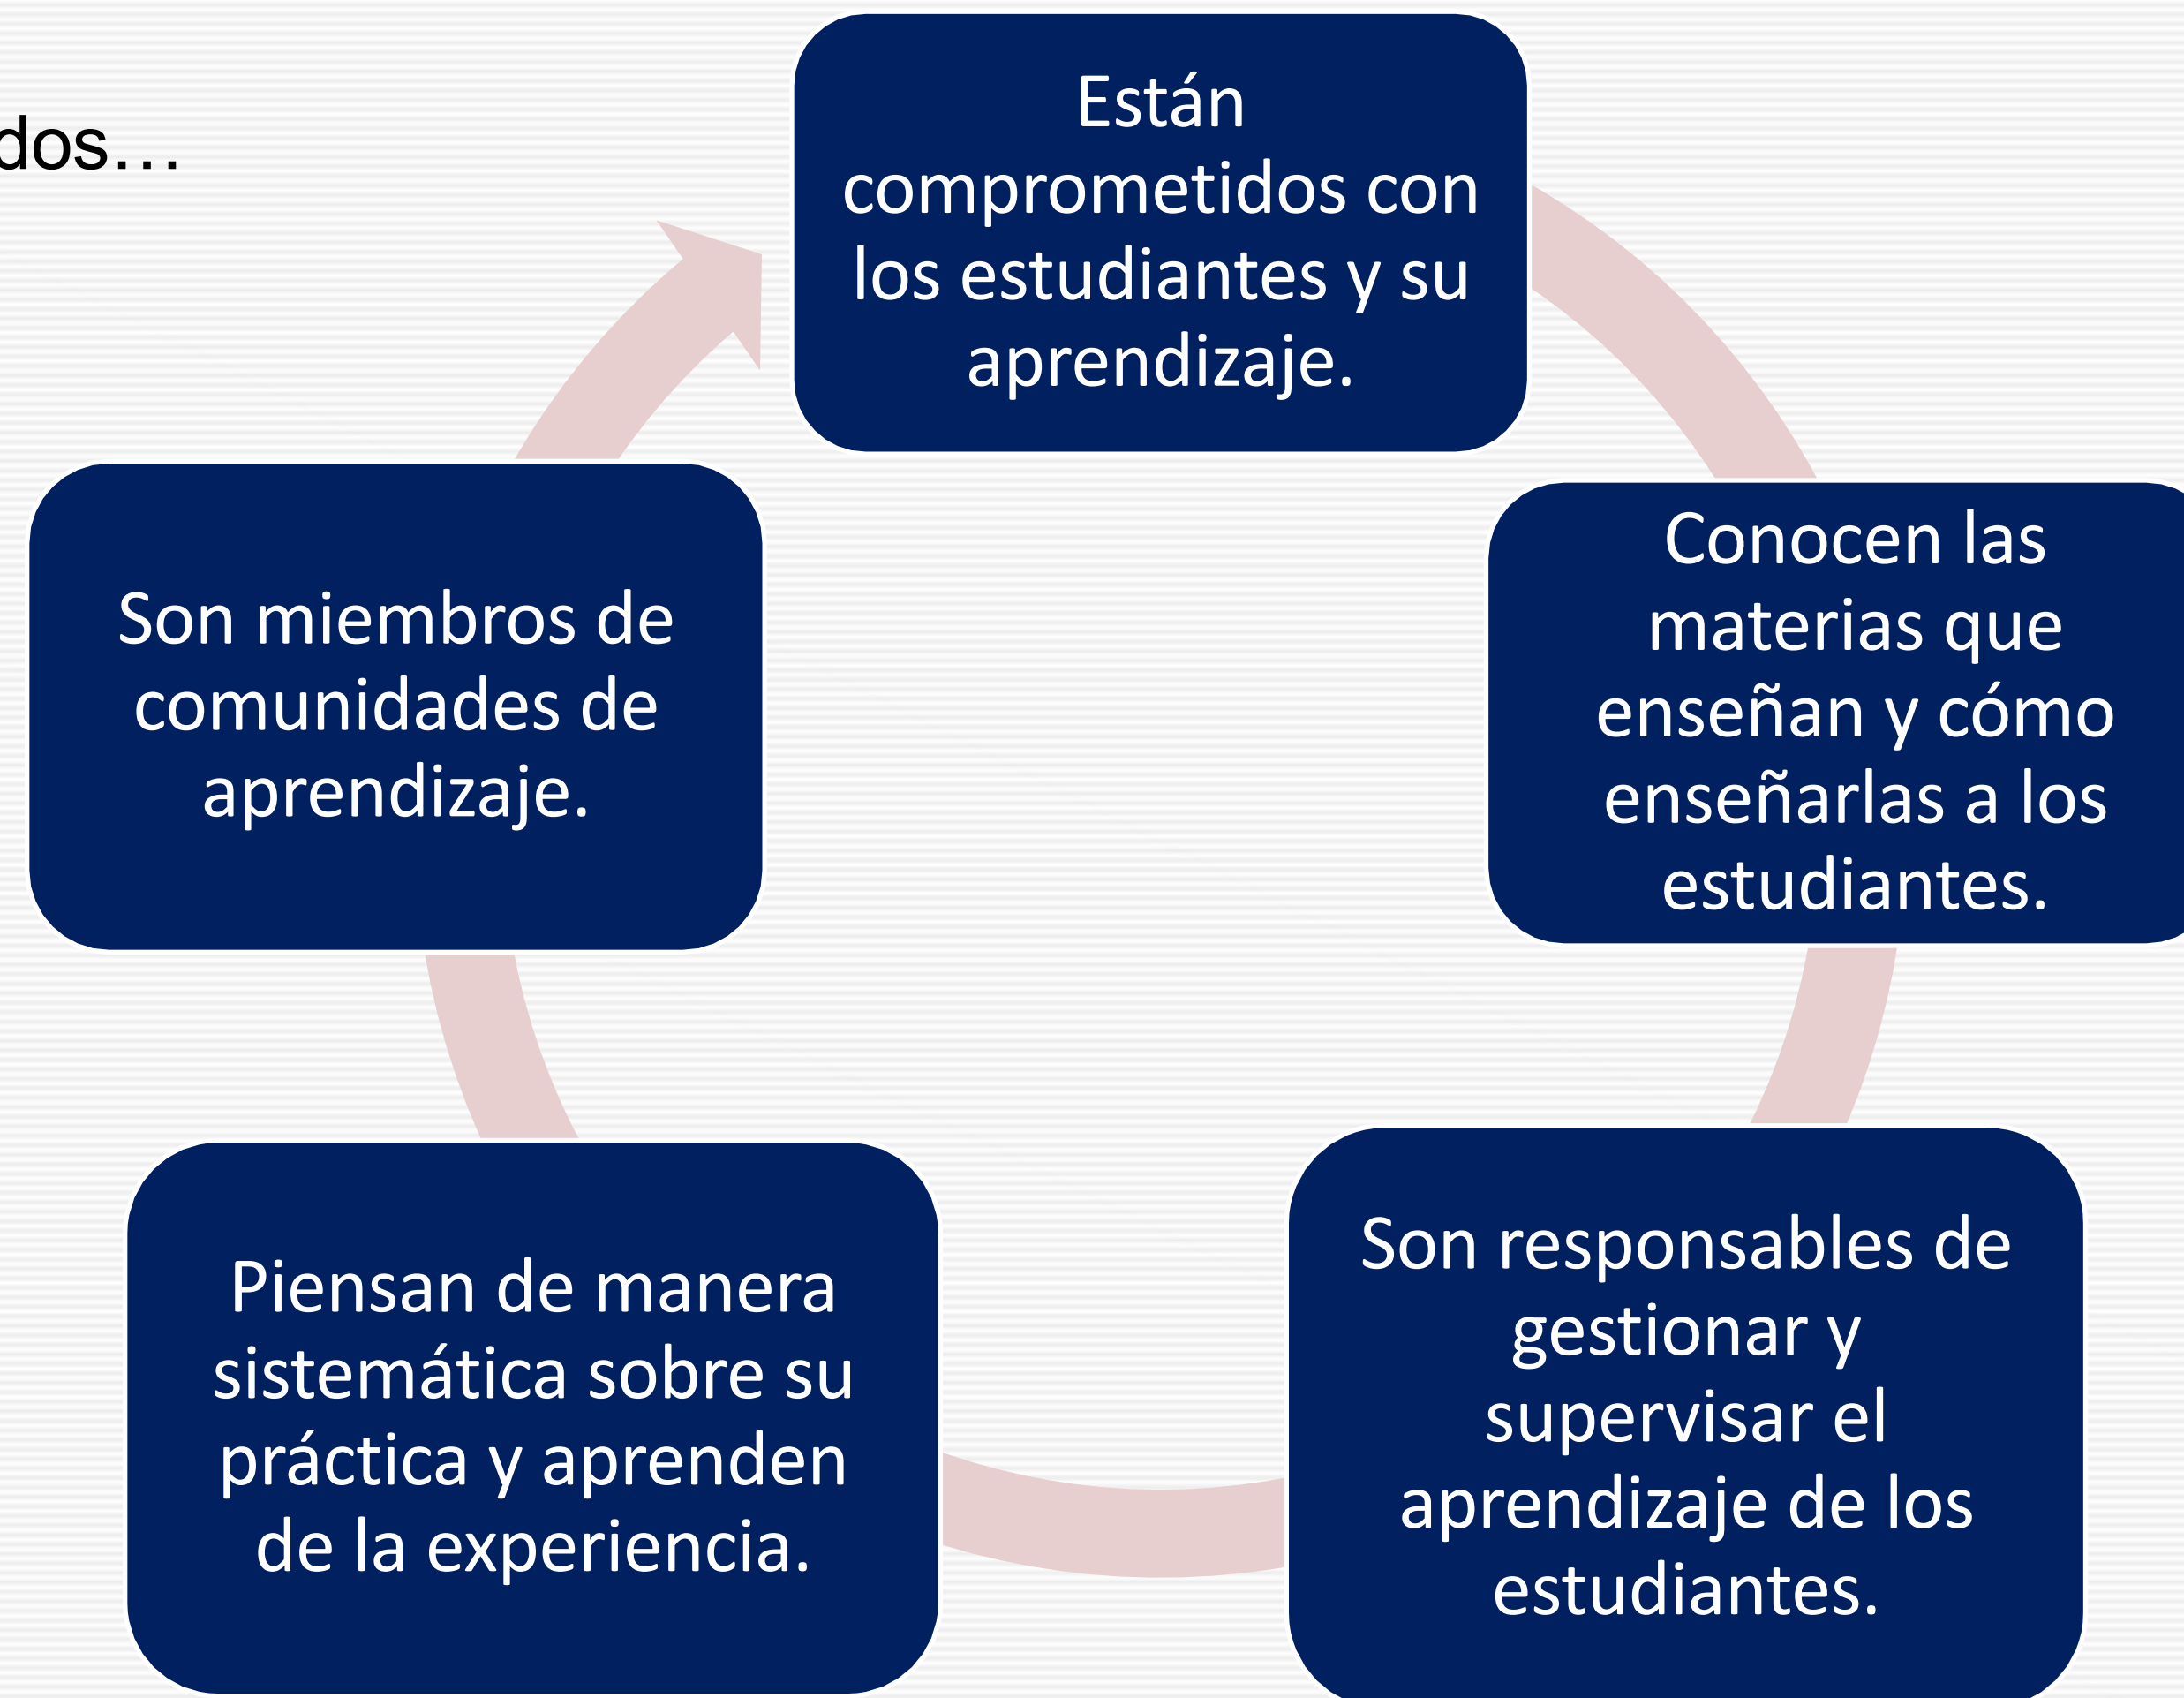 dos…
Están
comprometidos con
los estudiantes y su
aprendizaje.
Conocen las
materias que
enseñan y cómo
enseñarlas a los
estudiantes.
Son responsables de
gestionar y
supervisar el
aprendizaje de los
estudiantes.
Piensan de manera
sistemática sobre su
práctica y aprenden
de la experiencia.
Son miembros de
comunidades de
aprendizaje.